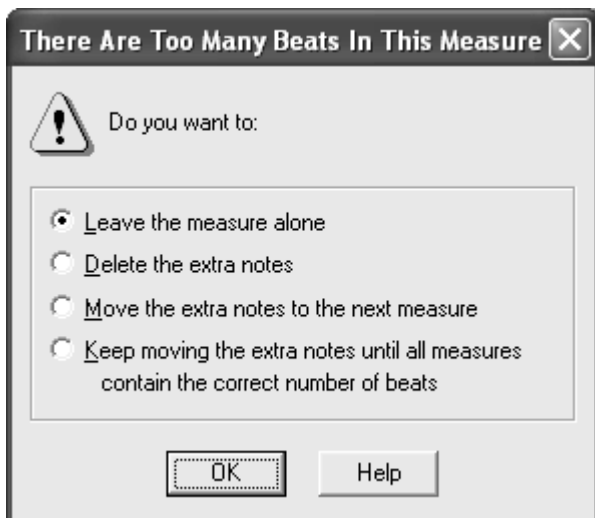 There Are Too Many Beats In This Measure
Do you want to:
Leave the measure alone
Delete the extra notes
Move the extra notes to the next measure
Keep moving the extra notes until all measures
contain the correct number of beats
OK Help